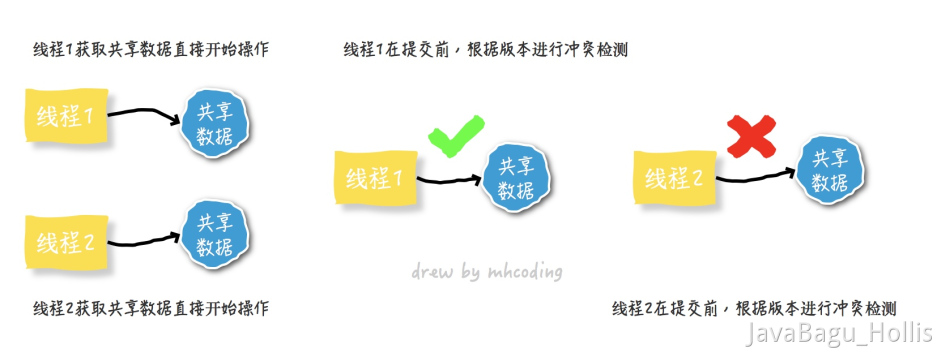 线程1获取共享数据直接开始操作
线程1
共享
数据
线程2
共享
数据
线程2获取共享数据直接开始操作
线程1在提交前，根据版本进行冲突检测
线程1
共享
数据
drew by mhcoding
线程2
共享
数据
线程2在提交前，根据版本进行冲突检测
JavaBagu_Hollis